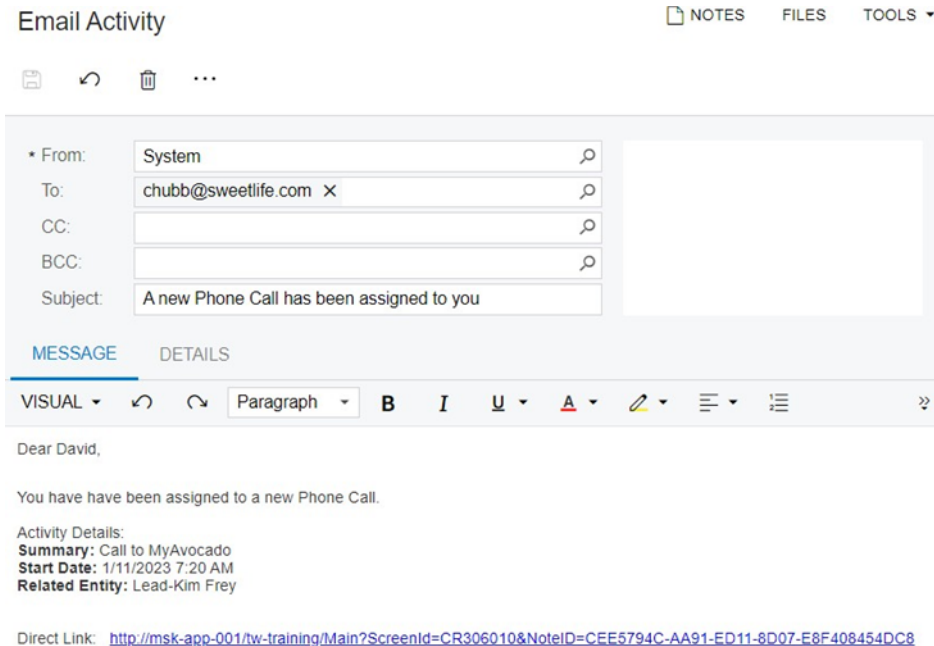 Email Activity
NOTES FILES TOOLS
* From: System
To: chubb@sweetlife.com ×
CC:
BCC:
Subject: A new Phone Call has been assigned to you
MESSAGE DETAILS
VISUAL Paragraph B I U A
Dear David,
You have have been assigned to a new Phone Call.
Activity Details:
Summary: Call to MyAvocado
Start Date: 1/11/2023 7:20 AM
Related Entity: Lead-Kim Frey
Direct Link: http://msk-app-001/tw-training/Main?ScreenId=CR306010&NoteID=CEE5794C-AA91-ED11-8D07-E8F408454DC8